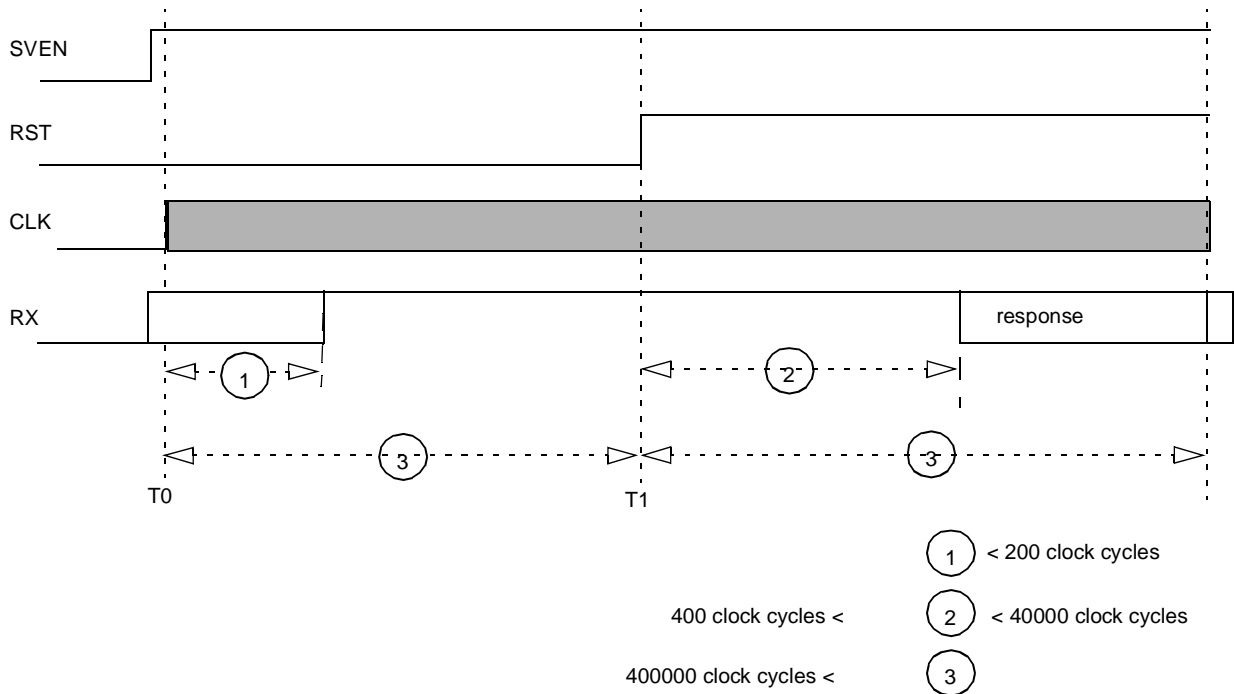 SVEN
RST
CLK
RX
response
1
2
3
3
T0
T1
1 < 200 clock cycles
400 clock cycles < 2 < 40000 clock cycles
400000 clock cycles < 3